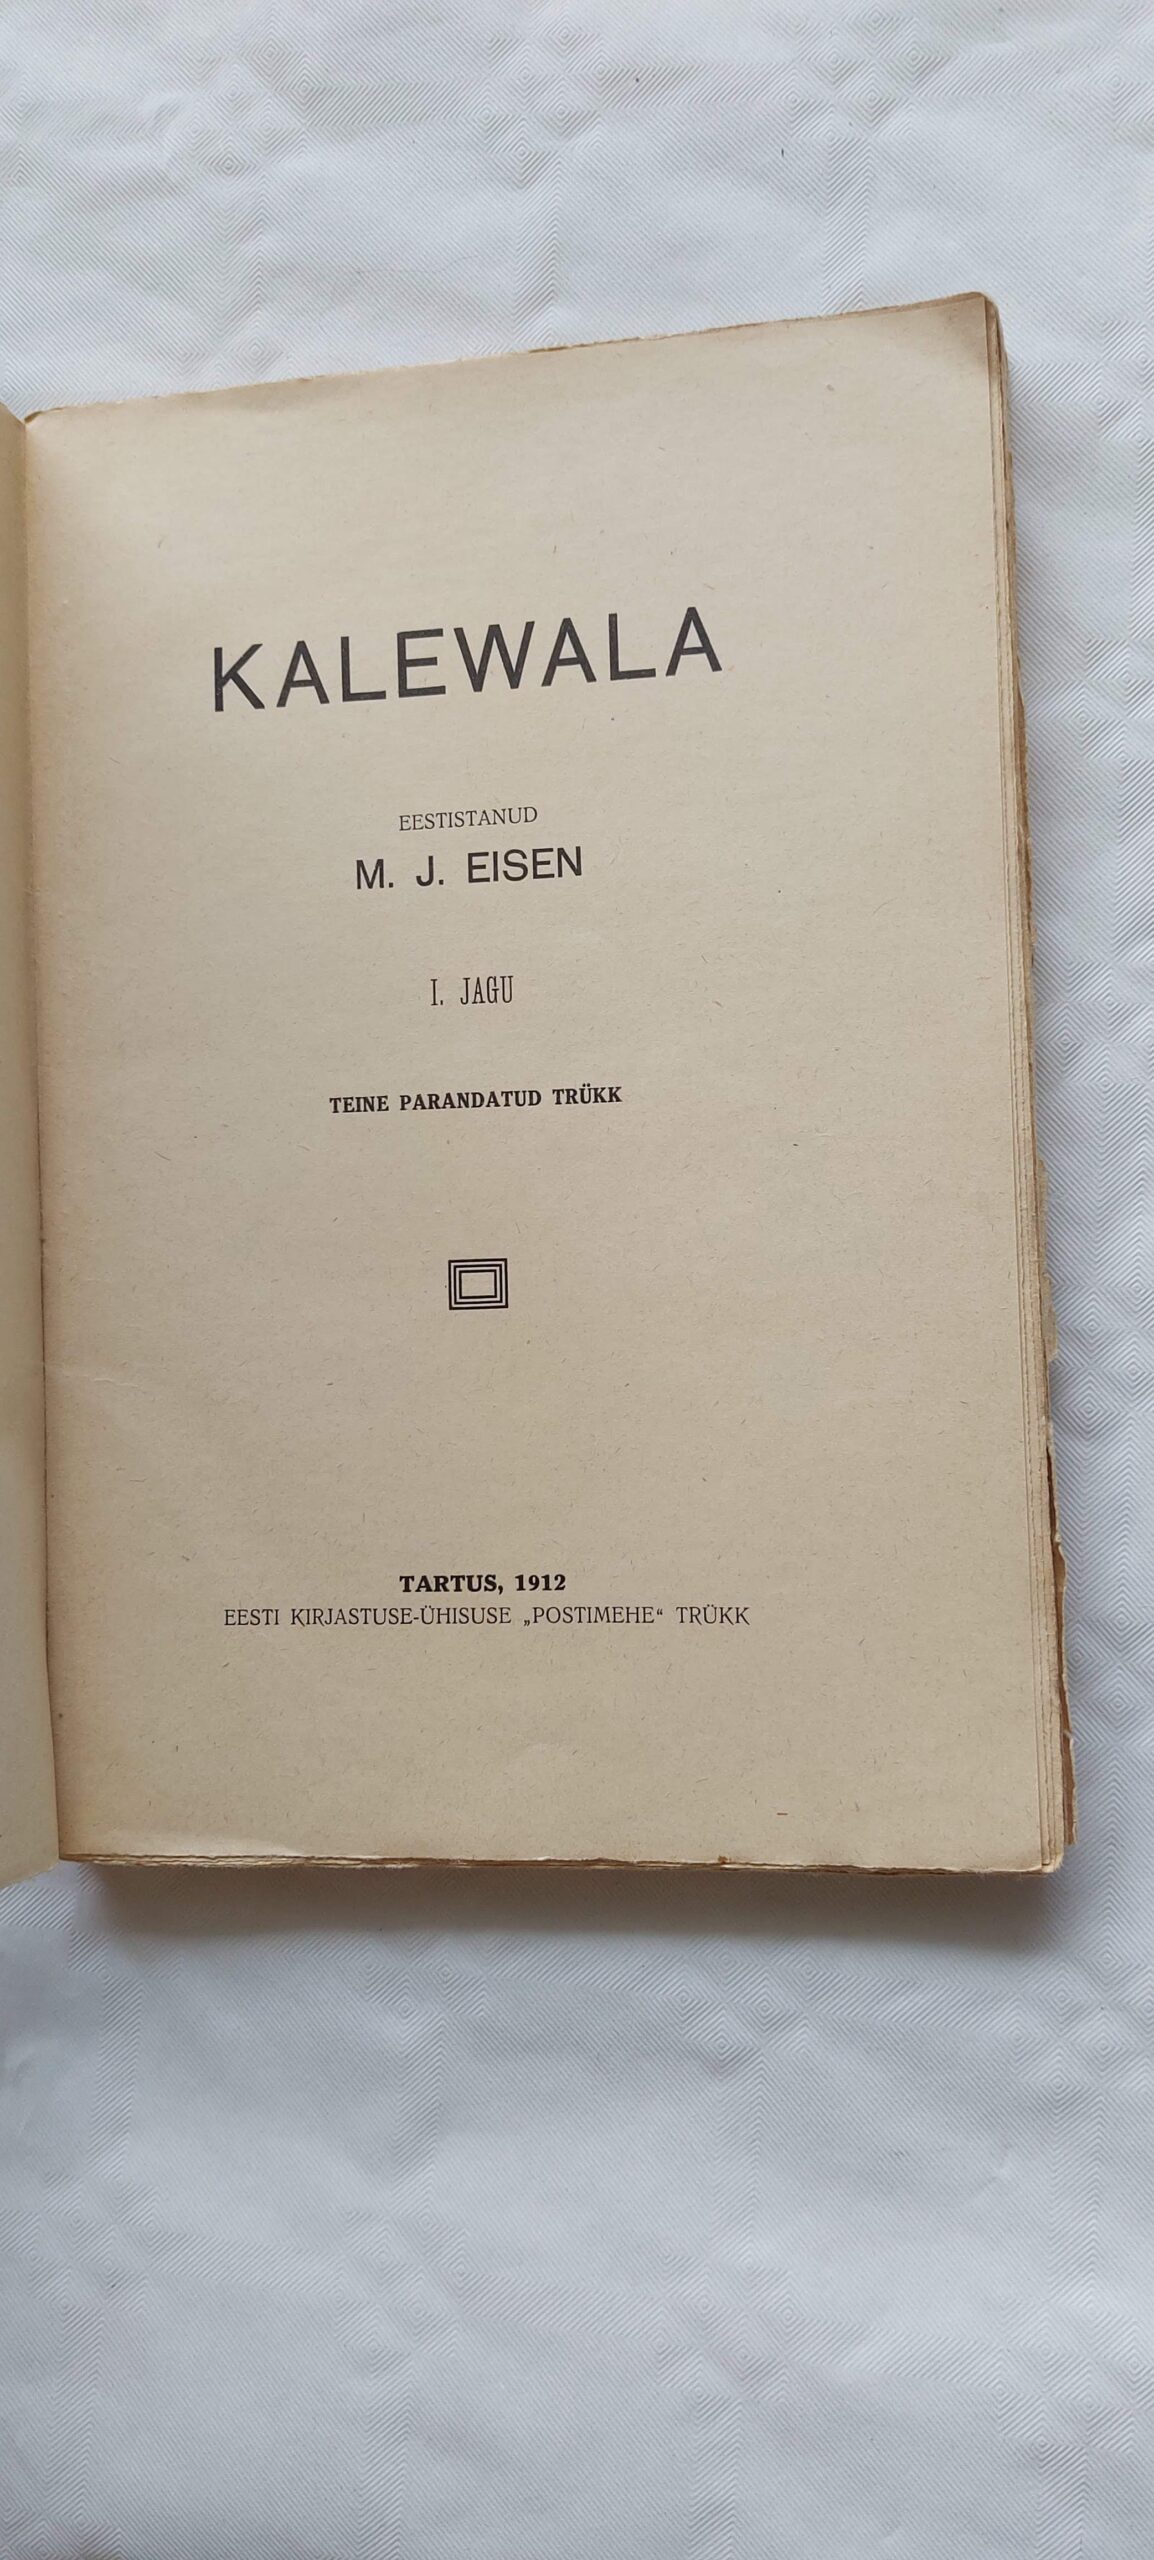 KALEWALA
EESTISTANUD
M. J. EISEN
I. JAGU
TEINE PARANDATUD TRÜKK
TARTUS, 1912
EESTI KIRJASTUSE-ÜHISUSE „POSTIMEHE“ TRÜKK